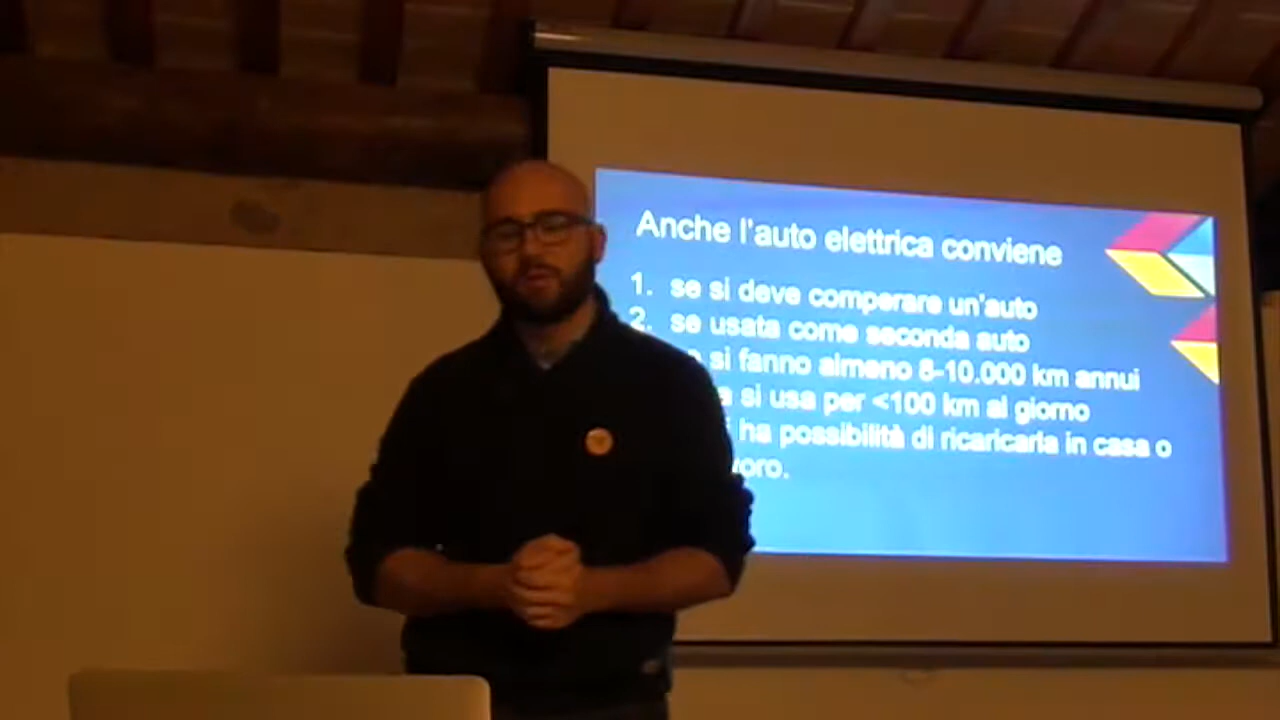 Anche l'auto elettrica conviene
1. se si deve comperare un'auto
2. se usata come seconda auto
si fanno almeno 8-10.000 km annui
si usa per <100 km al giorno
ha possibilità di ricaricarla in casa o